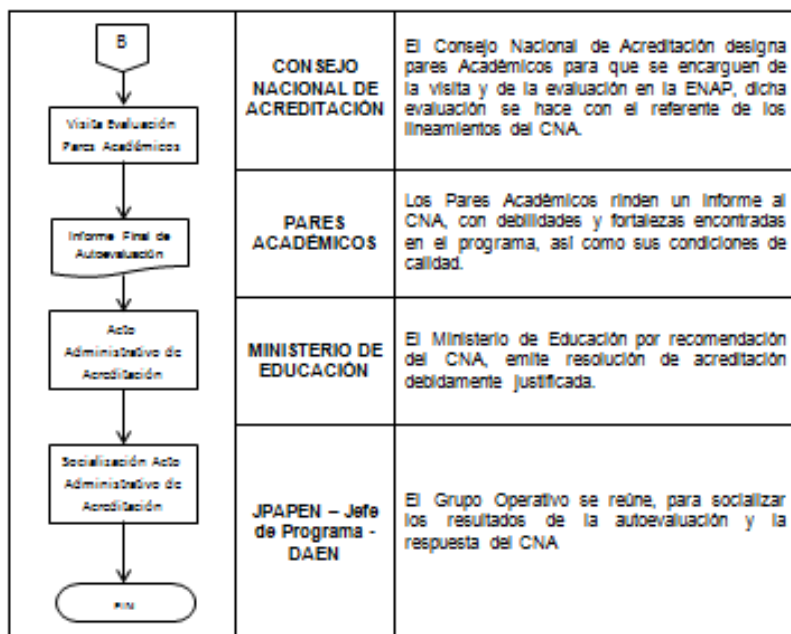 B
CONSEJO
NACIONAL DE
ACREDITACIÓN
El Consejo Nacional de Acreditación designa
pares Académicos para que se encarguen de
la visita y de la evaluación en la ENAP, dicha
evaluación se hace con el referente de los
lineamientos del CNA.
Visita Evaluación
Pares Académicos
Informe Final de
Autoevaluación
PARES
ACADÉMICOS
Los Pares Académicos rinden un informe al
CNA, con debilidades y fortalezas encontradas
en el programa, así como sus condiciones de
calidad.
Acto
Administrativo de
Acreditación
MINISTERIO DE
EDUCACIÓN
El Ministerio de Educación por recomendación
del CNA, emite resolución de acreditación
debidamente justificada.
Socialización Acto
Administrativo de
Acreditación
JPAPEN – Jefe
de Programa -
DAEN
El Grupo Operativo se reúne, para socializar
los resultados de la autoevaluación y la
respuesta del CNA
FIN